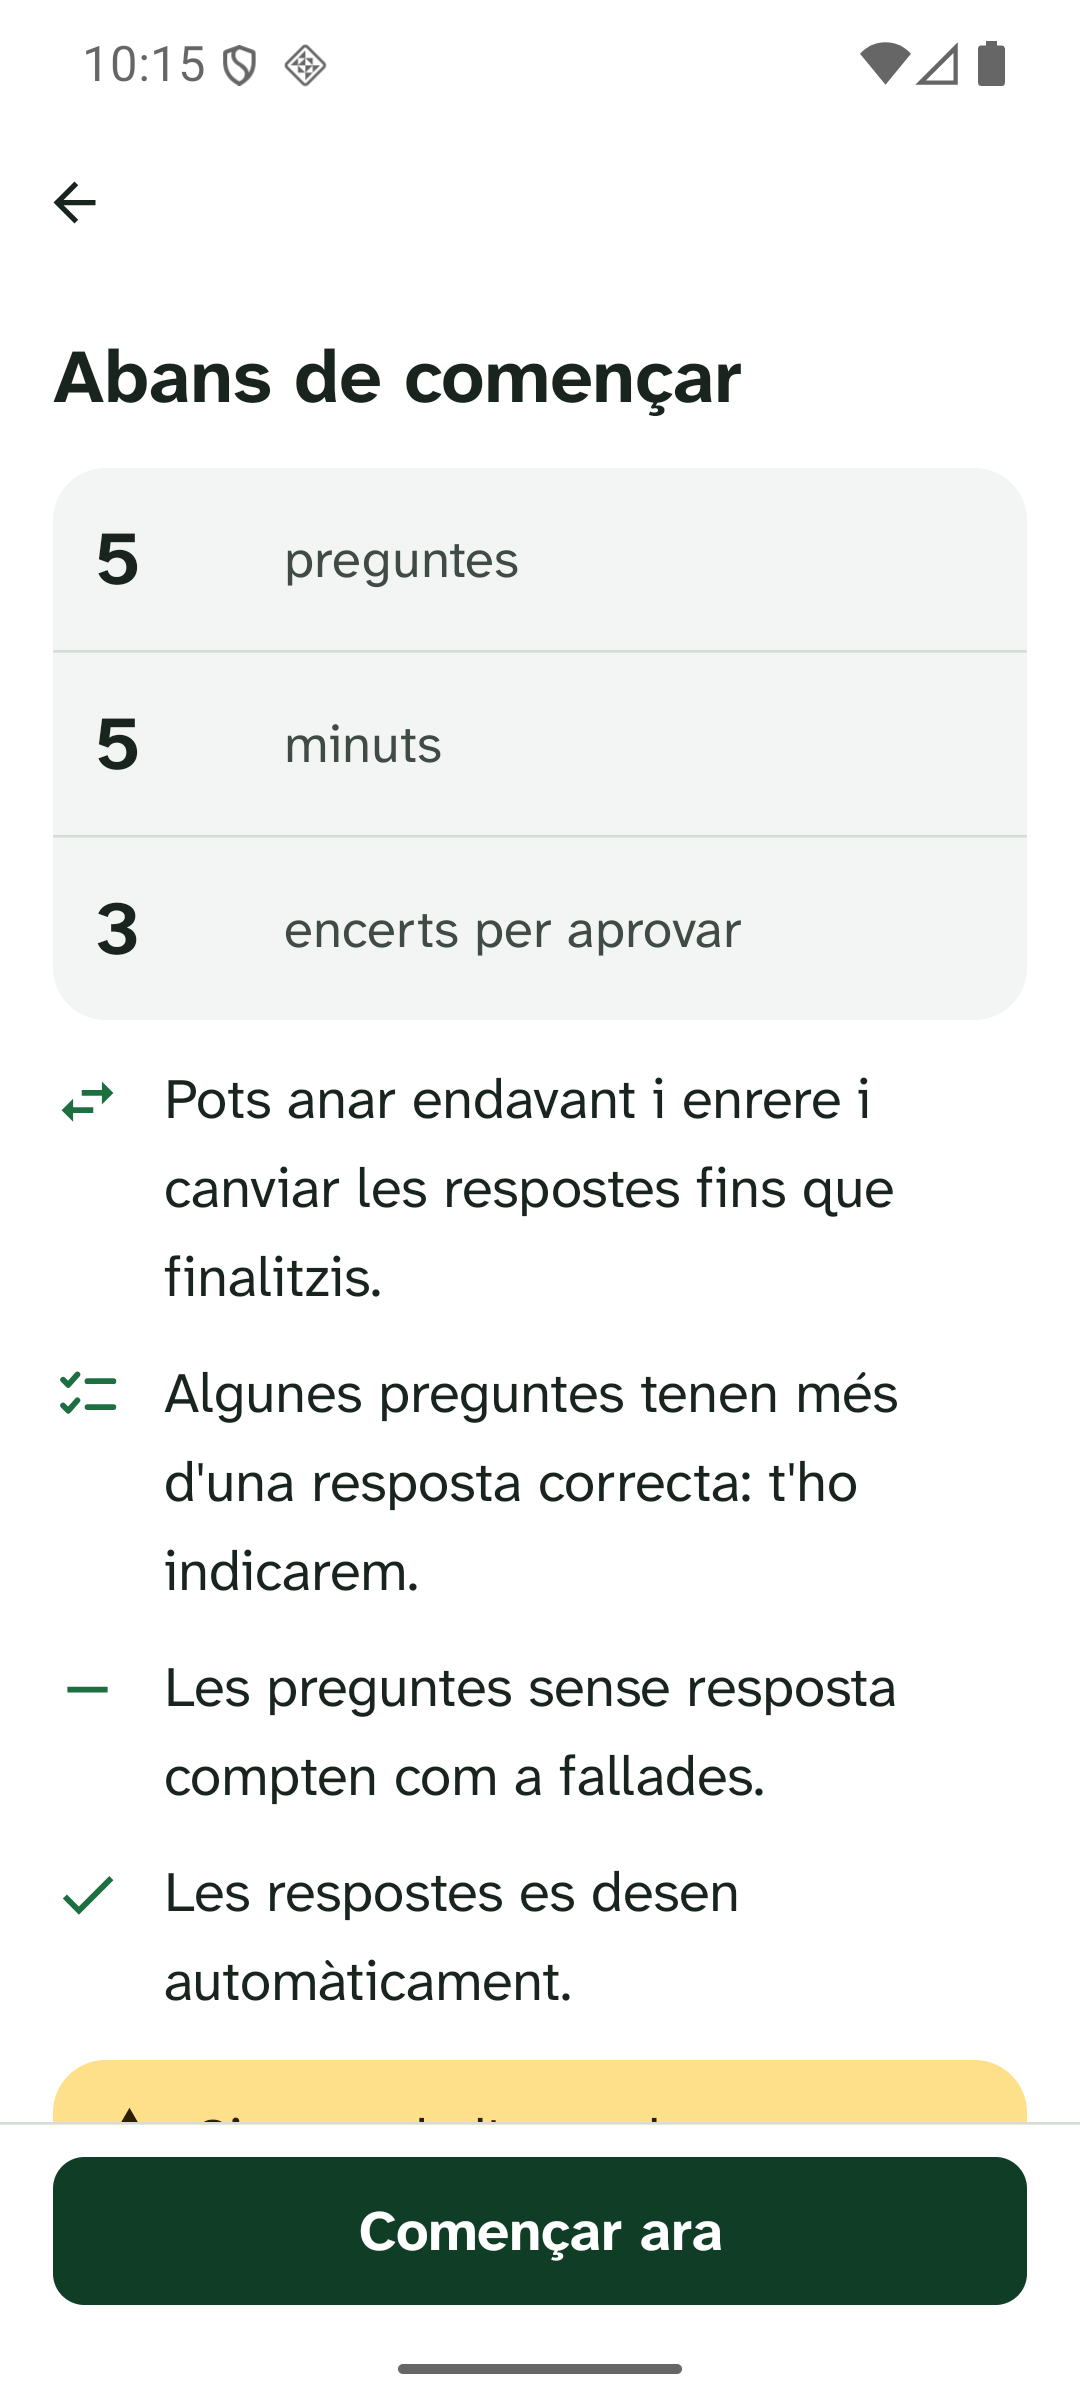 10:15
Abans de començar
5 preguntes
5 minuts
3 encerts per aprovar
Pots anar endavant i enrere i
canviar les respostes fins que
finalitzis.
Algunes preguntes tenen més
d'una resposta correcta: t'ho
indicarem.
Les preguntes sense resposta
compten com a fallades.
Les respostes es desen
automàticament.
Començar ara